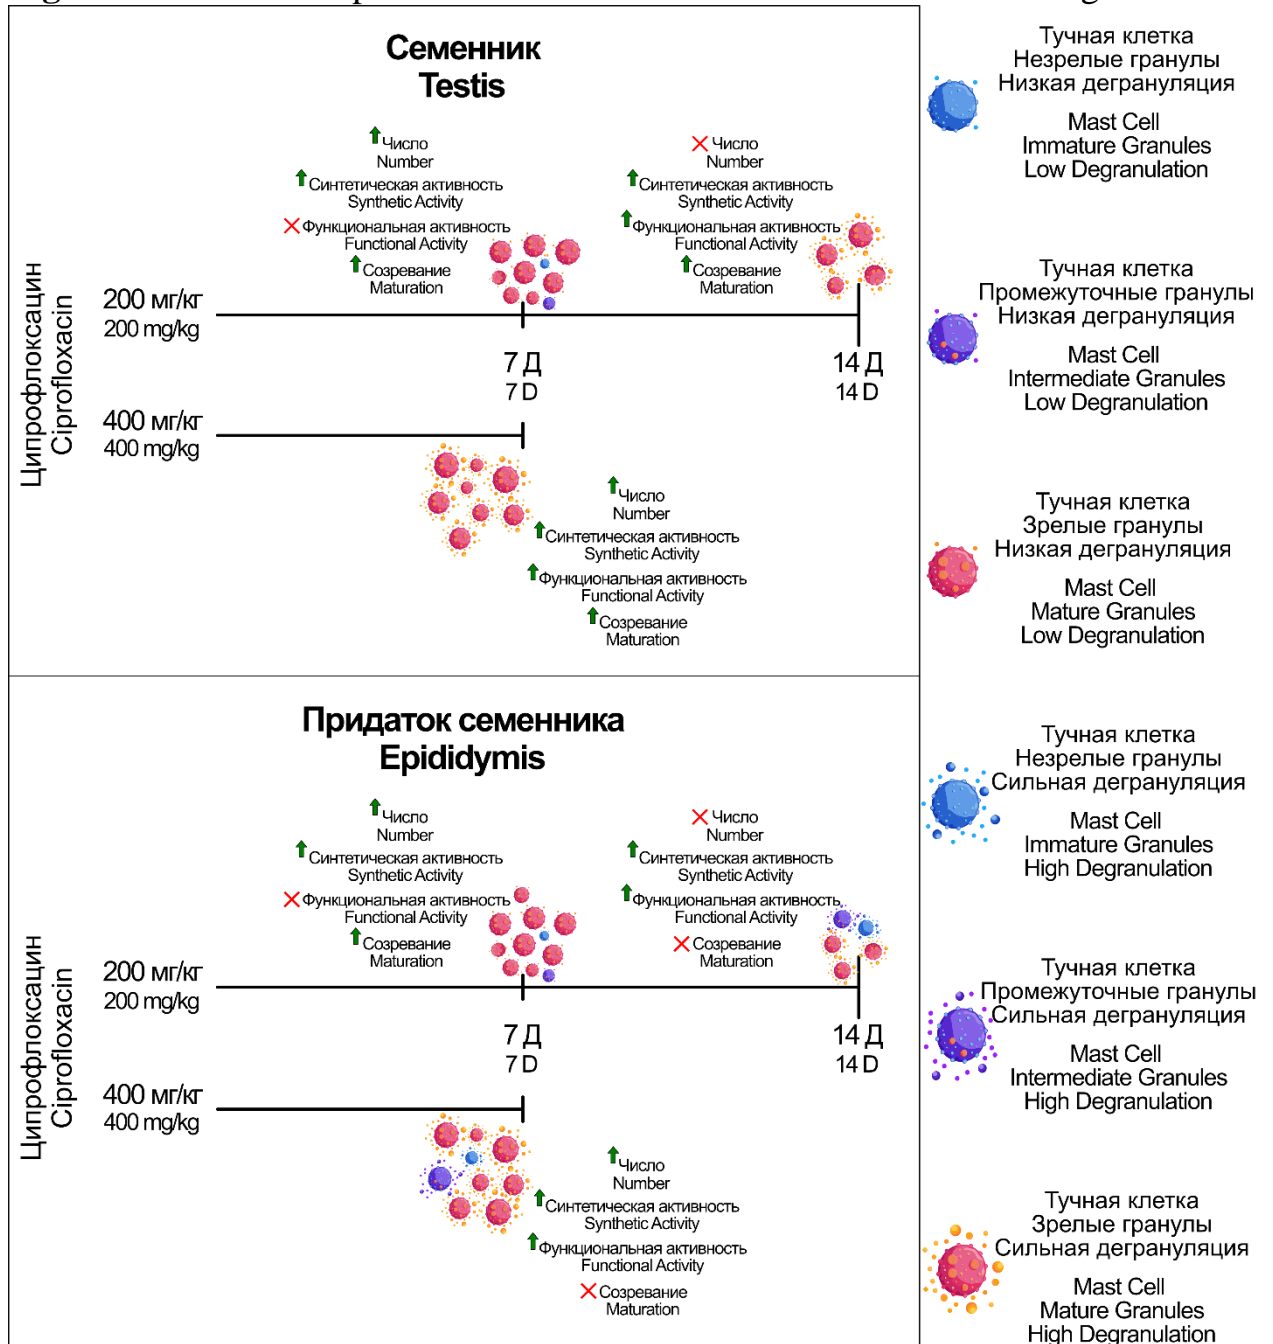 Семенник
Testis
Число
Number
Синтетическая активность
Synthetic Activity
Функциональная активность
Functional Activity
Созревание
Maturation
Число
Number
Синтетическая активность
Synthetic Activity
Функциональная активность
Functional Activity
Созревание
Maturation
Ципрофлоксацин
Ciprofloxacin
200 мг/кг
200 mg/kg
7 Д
7 D
14 Д
14 D
400 мг/кг
400 mg/kg
Число
Number
Синтетическая активность
Synthetic Activity
Функциональная активность
Functional Activity
Созревание
Maturation
Придаток семенника
Epididymis
Число
Number
Синтетическая активность
Synthetic Activity
Функциональная активность
Functional Activity
Созревание
Maturation
Число
Number
Синтетическая активность
Synthetic Activity
Функциональная активность
Functional Activity
Созревание
Maturation
Ципрофлоксацин
Ciprofloxacin
200 мг/кг
200 mg/kg
7 Д
7 D
14 Д
14 D
400 мг/кг
400 mg/kg
Число
Number
Синтетическая активность
Synthetic Activity
Функциональная активность
Functional Activity
Созревание
Maturation
Тучная клетка
Незрелые гранулы
Низкая дегрануляция
Mast Cell
Immature Granules
Low Degranulation
Тучная клетка
Промежуточные гранулы
Низкая дегрануляция
Mast Cell
Intermediate Granules
Low Degranulation
Тучная клетка
Зрелые гранулы
Низкая дегрануляция
Mast Cell
Mature Granules
Low Degranulation
Тучная клетка
Незрелые гранулы
Сильная дегрануляция
Mast Cell
Immature Granules
High Degranulation
Тучная клетка
Промежуточные гранулы
Сильная дегрануляция
Mast Cell
Intermediate Granules
High Degranulation
Тучная клетка
Зрелые гранулы
Сильная дегрануляция
Mast Cell
Mature Granules
High Degranulation